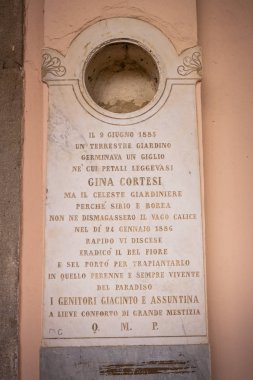 IL 9 GIUGNO 1885
UN TERRESTRE GIARDINO
GERMINAVA UN GIGLIO
NE' CUI PETALI LEGGEVASI
GINA CORTESI
MA IL CELESTE GIARDINIERE
PERCHÉ SIRIO E BOREA
NON NE DISMAGASSERO IL VAGO CALICE
NEL DÍ 24 GENNAIO 1886
RAPIDO VI DISCESE
ERADICÒ IL BEL FIORE
E SEL PORTÒ PER TRAPIANTARLO
IN QUELLO PERENNE E SEMPRE VIVENTE
DEL PARADISO
I GENITORI GIACINTO E ASSUNTINA
A LIEVE CONFORTO DI GRANDE MESTIZIA
Q. M. P.